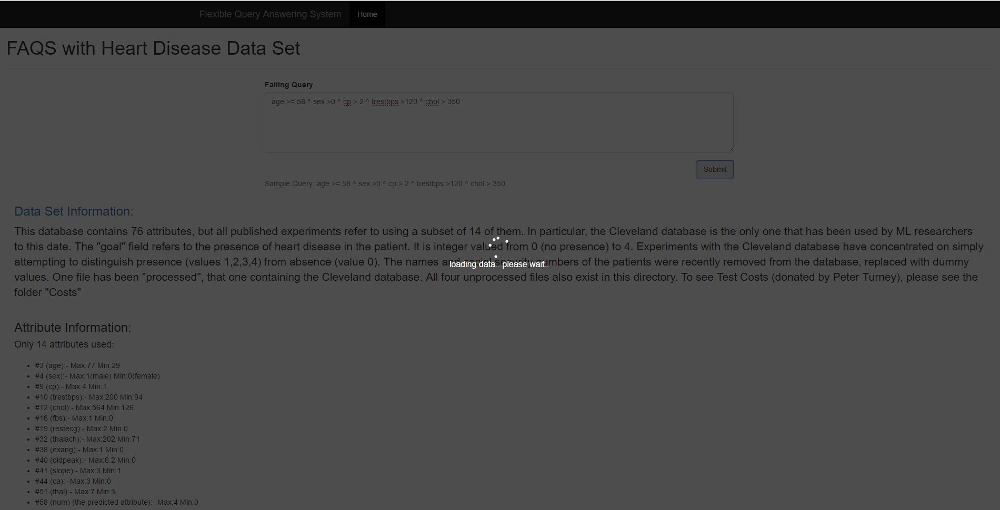 Flexible Query Answering System Home
FAQS with Heart Disease Data Set
Failing Query
age >= 58 ^ sex >0 ^ cp > 2 ^ trestbps >120 ^ chol > 350
Submit
Sample Query: age >= 58 ^ sex >0 ^ cp > 2 ^ trestbps >120 ^ chol > 350
Data Set Information:
This database contains 76 attributes, but all published experiments refer to using a subset of 14 of them. In particular, the Cleveland database is the only one that has been used by ML researchers
to this date. The "goal" field refers to the presence of heart disease in the patient. It is integer valued from 0 (no presence) to 4. Experiments with the Cleveland database have concentrated on simply
attempting to distinguish presence (values 1,2,3,4) from absence (value 0). The names and social security numbers of the patients were recently removed from the database, replaced with dummy
loading data.. please wait..
values. One file has been "processed", that one containing the Cleveland database. All four unprocessed files also exist in this directory. To see Test Costs (donated by Peter Turney), please see the
folder "Costs"
Attribute Information:
Only 14 attributes used:
#3 (age):- Max:77 Min:29
#4 (sex):- Max:1(male) Min:0(female)
#9 (cp):- Max:4 Min:1
#10 (trestbps):- Max:200 Min:94
#12 (chol):- Max:564 Min:126
#16 (fbs):- Max:1 Min:0
#19 (restecg):- Max:2 Min:0
#32 (thalach):- Max:202 Min:71
#38 (exang):- Max:1 Min:0
#40 (oldpeak):- Max:6.2 Min:0
#41 (slope):- Max:3 Min:1
#44 (ca):- Max:3 Min:0
#51 (thal):- Max:7 Min:3
#58 (num) (the predicted attribute):- Max:4 Min:0